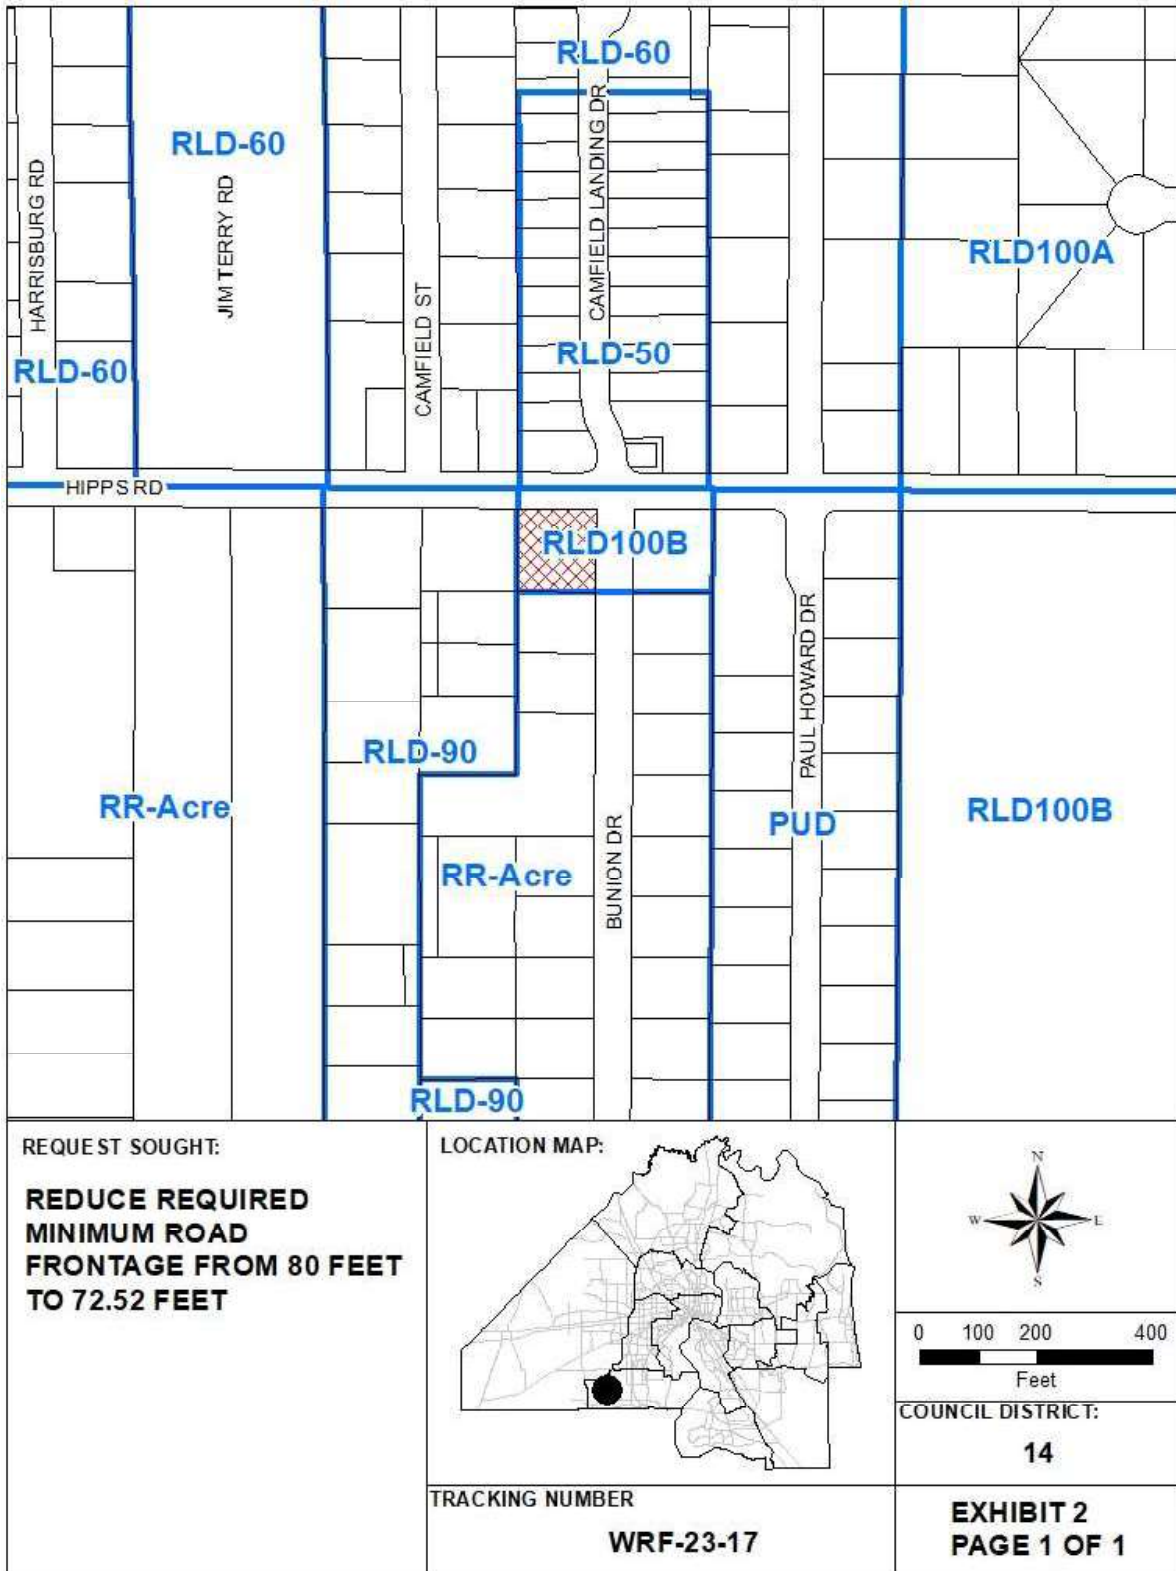 RLD-60
RLD-60
HARRISBURG RD
JIM TERRY RD
CAMFIELD ST
CAMFIELD LANDING DR
RLD100A
RLD-50
RLD-60
HIPPS RD
RLD100B
PAUL HOWARD DR
RLD-90
RR-Acre
RLD100B
PUD
BUNION DR
RR-Acre
RLD-90
REQUEST SOUGHT:
REDUCE REQUIRED
MINIMUM ROAD
FRONTAGE FROM 80 FEET
TO 72.52 FEET
LOCATION MAP:
N
W
E
S
0 100 200 400
Feet
COUNCIL DISTRICT:
14
TRACKING NUMBER
WRF-23-17
EXHIBIT 2
PAGE 1 OF 1